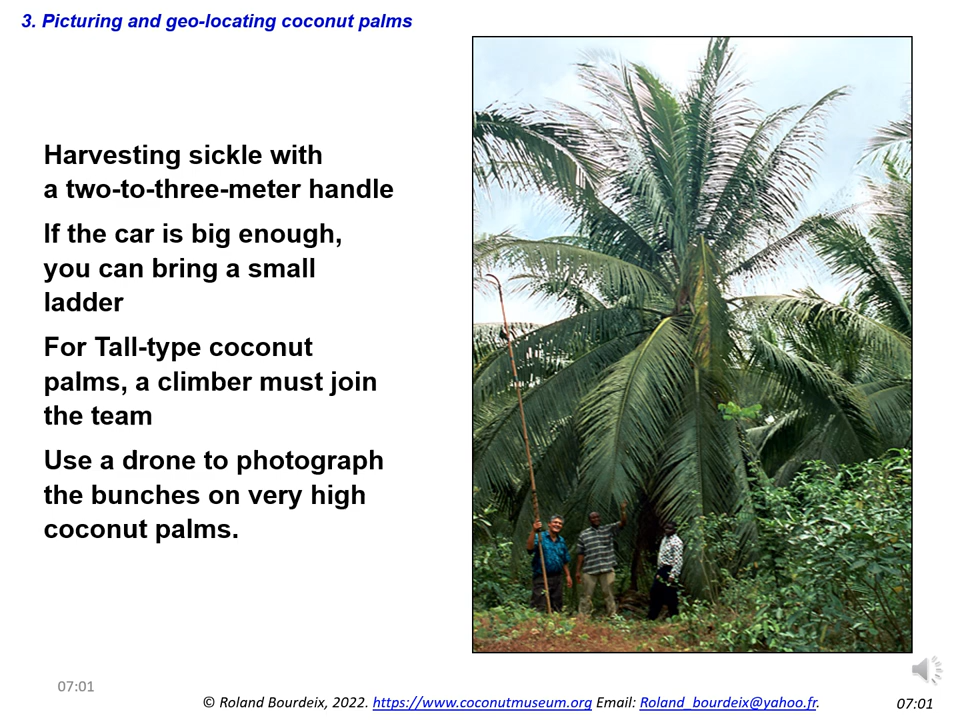 3. Picturing and geo-locating coconut palms
Harvesting sickle with
a two-to-three-meter handle
If the car is big enough,
you can bring a small
ladder
For Tall-type coconut
palms, a climber must join
the team
Use a drone to photograph
the bunches on very high
coconut palms.
07:01
© Roland Bourdeix, 2022. https://www.coconutmuseum.org Email: Roland_bourdeix@yahoo.fr.
07:01